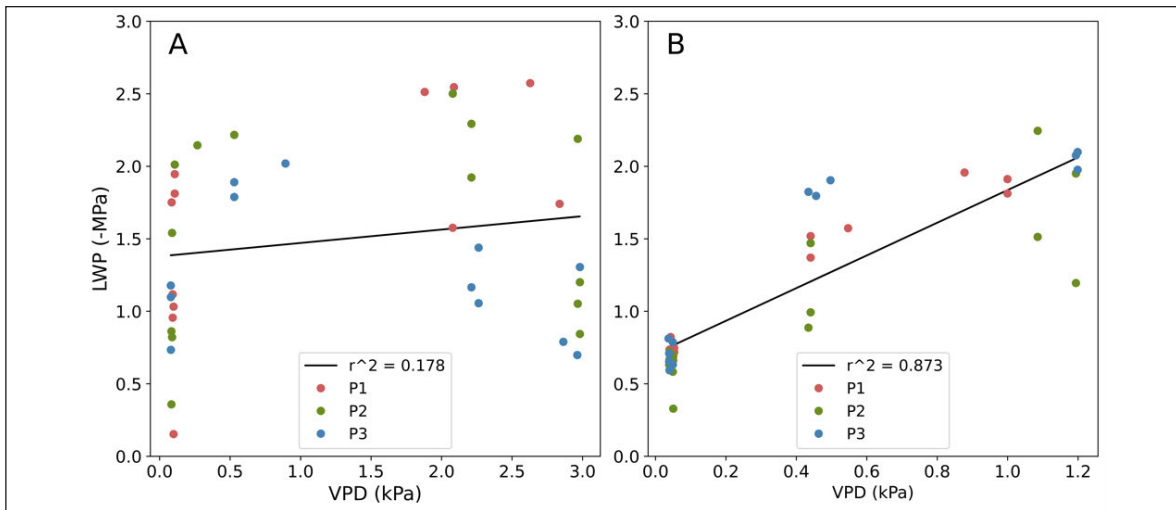 A
LWP (-MPa)
3.0
2.5
2.0
1.5
1.0
0.5
0.0
r^2 = 0.178
P1
P2
P3
0.0 0.5 1.0 1.5 2.0 2.5 3.0
VPD (kPa)
B
3.0
2.5
2.0
1.5
1.0
0.5
0.0
r^2 = 0.873
P1
P2
P3
0.0 0.2 0.4 0.6 0.8 1.0 1.2
VPD (kPa)